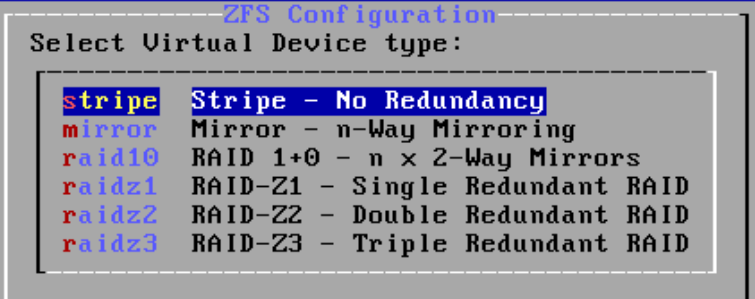 ZFS Configuration
Select Virtual Device type:
stripe Stripe - No Redundancy
mirror Mirror - n-Way Mirroring
raid10 RAID 1+0 - n x 2-Way Mirrors
raidz1 RAID-Z1 - Single Redundant RAID
raidz2 RAID-Z2 - Double Redundant RAID
raidz3 RAID-Z3 - Triple Redundant RAID